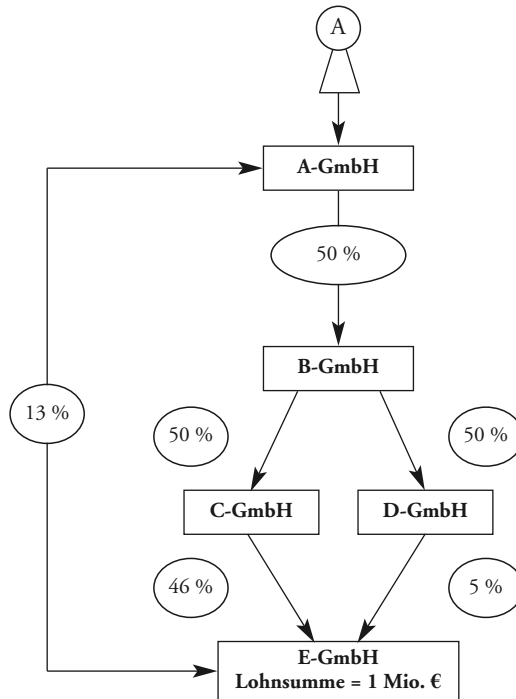 A
A-GmbH
50 %
B-GmbH
13 %
50 %
50 %
C-GmbH
D-GmbH
46 %
5 %
E-GmbH
Lohnsumme = 1 Mio. €